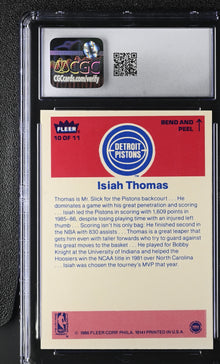 CGC
CGCcards.com/verify
FLEER
10 OF 11
BEND AND
PEEL
DETROIT
PISTONS
Isiah Thomas
Thomas is Mr. Slick for the Pistons backcourt . . . He
dominates a game with his great penetration and scoring
. . . Isiah led the Pistons in scoring with 1,609 points in
1985-86, despite losing playing time with an injured left
thumb . . . Scoring isn't his only bag: He finished second in
the NBA with 830 assists . . . Thomas is a great leaper that
gets him even with taller forwards who try to guard against
his great moves to the basket . . . He played for Bobby
Knight at the University of Indiana and helped the
Hoosiers win the NCAA title in 1981 over North Carolina
. . . Isiah was chosen the tourney's MVP that year.
NBA
© 1986 FLEER CORP. PHILA. 19141 PRINTED IN U.S.A.